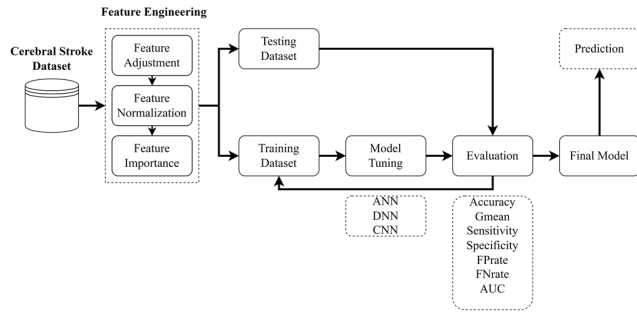 Feature Engineering
Cerebral Stroke
Dataset
Feature
Adjustment
Feature
Normalization
Feature
Importance
Testing
Dataset
Training
Dataset
Model
Tuning
Evaluation
Final Model
Prediction
ANN
DNN
CNN
Accuracy
Gmean
Sensitivity
Specificity
FPrate
FNrate
AUC